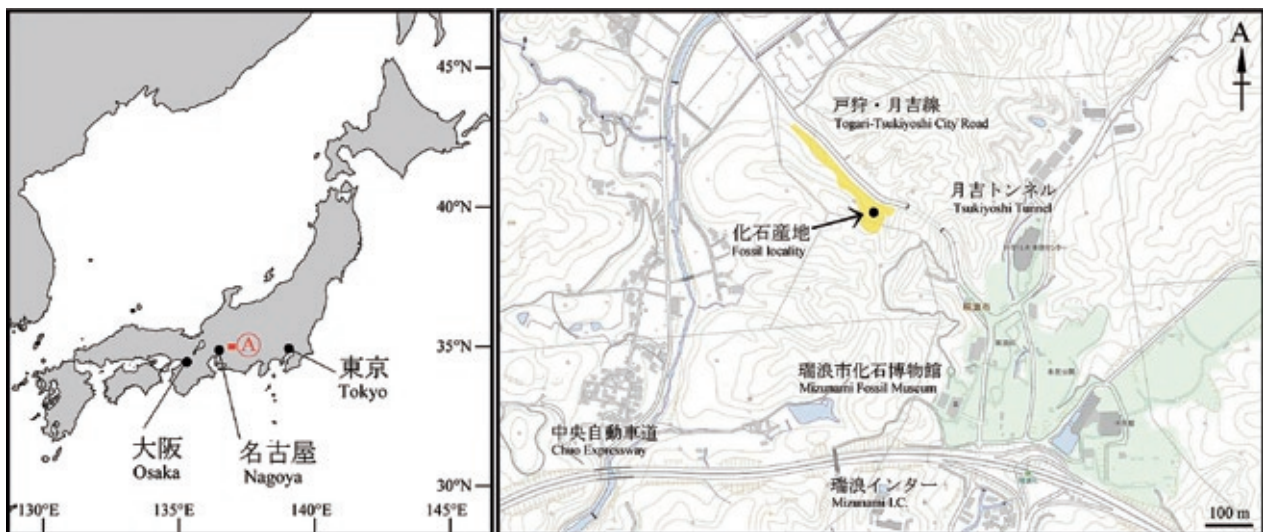 45°N
40°N
35°N
30°N
130°E
135°E
140°E
145°E
A
東京
Tokyo
大阪
Osaka
名古屋
Nagoya
A
戸狩・月吉線
Togari-Tsukiyoshi City Road
月吉トンネル
Tsukiyoshi Tunnel
化石産地
Fossil locality
瑞浪市化石博物館
Mizunami Fossil Museum
中央自動車道
Chuo Expressway
瑞浪インター
Mizunami I.C.
100 m